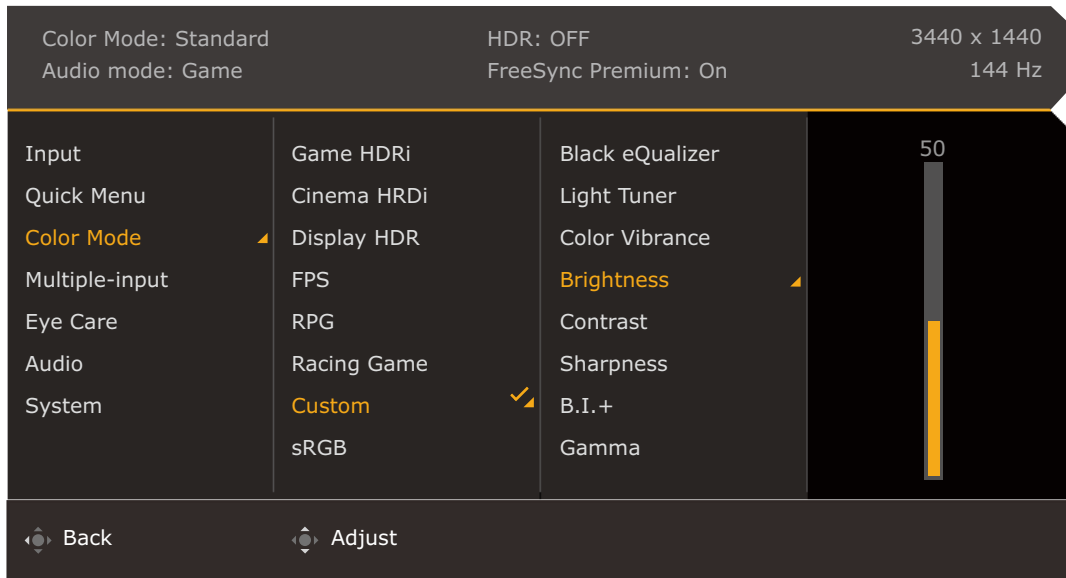 Color Mode: Standard
HDR: OFF
3440 x 1440
Audio mode: Game
FreeSync Premium: On
144 Hz
Input
Quick Menu
Color Mode
Multiple-input
Eye Care
Audio
System
Game HDRi
Cinema HRDi
Display HDR
FPS
RPG
Racing Game
Custom
sRGB
Black eQualizer
Light Tuner
Color Vibrance
Brightness
Contrast
Sharpness
B.I.+
Gamma
50
Back
Adjust